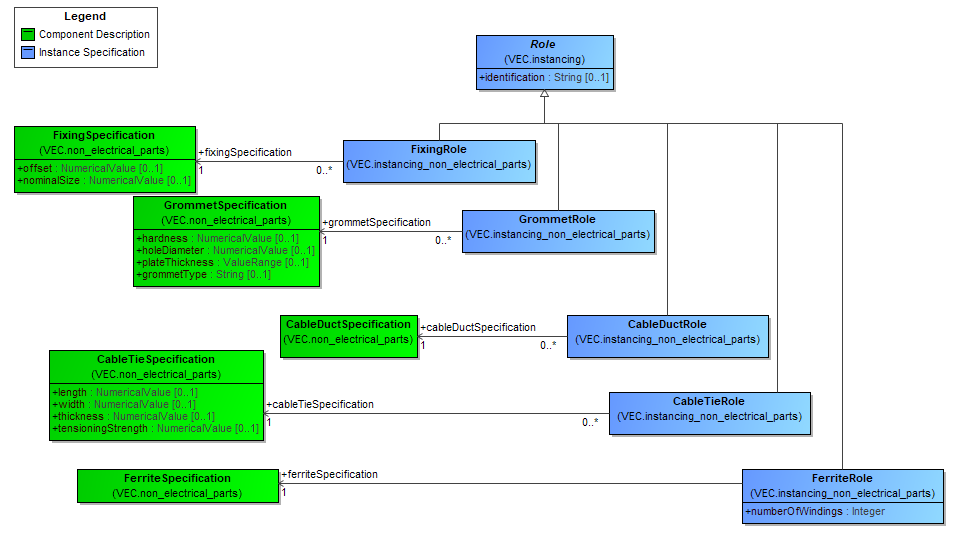 Legend
Component Description
Instance Specification
Role
(VEC.instancing)
+identification : String [0..1]
FixingSpecification
(VEC.non_electrical_parts)
+offset : NumericalValue [0..1]
+nominalSize : NumericalValue [0..1]
+fixingSpecification
1
0..*
FixingRole
(VEC.instancing_non_electrical_parts)
GrommetSpecification
(VEC.non_electrical_parts)
+hardness : NumericalValue [0..1]
+holeDiameter : NumericalValue [0..1]
+plateThickness : ValueRange [0..1]
+grommetType : String [0..1]
+grommetSpecification
1
0..*
GrommetRole
(VEC.instancing_non_electrical_parts)
CableDuctSpecification
(VEC.non_electrical_parts)
+cableDuctSpecification
1
0..*
CableDuctRole
(VEC.instancing_non_electrical_parts)
CableTieSpecification
(VEC.non_electrical_parts)
+length : NumericalValue [0..1]
+width : NumericalValue [0..1]
+thickness : NumericalValue [0..1]
+tensioningStrength : NumericalValue [0..1]
+cableTieSpecification
1
0..*
CableTieRole
(VEC.instancing_non_electrical_parts)
FerriteSpecification
(VEC.non_electrical_parts)
+ferriteSpecification
1
FerriteRole
(VEC.instancing_non_electrical_parts)
+numberOfWindings : Integer